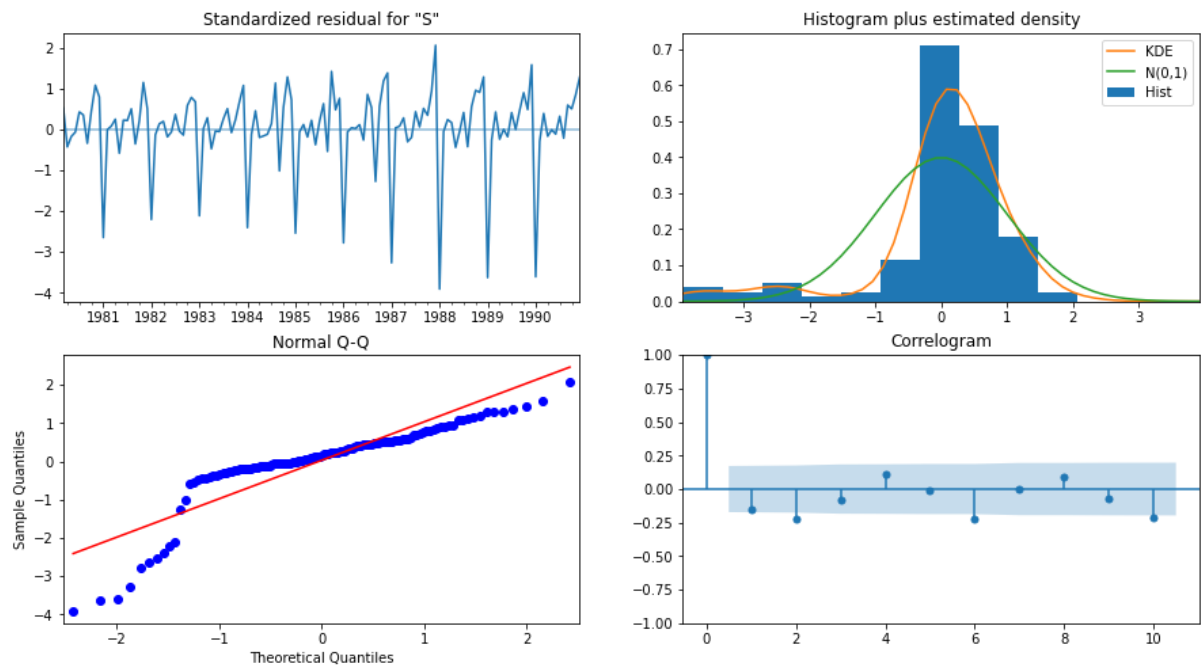 Standardized residual for "S"
2
1
0
−1
−2
−3
−4
1981 1982 1983 1984 1985 1986 1987 1988 1989 1990
Histogram plus estimated density
0.7
0.6
0.5
0.4
0.3
0.2
0.1
0.0
KDE
N(0,1)
Hist
−3 −2 −1 0 1 2 3
Normal Q-Q
Sample Quantiles
2
1
0
−1
−2
−3
−4
−2 −1 0 1 2
Theoretical Quantiles
Correlogram
1.00
0.75
0.50
0.25
0.00
−0.25
−0.50
−0.75
−1.00
0 2 4 6 8 10